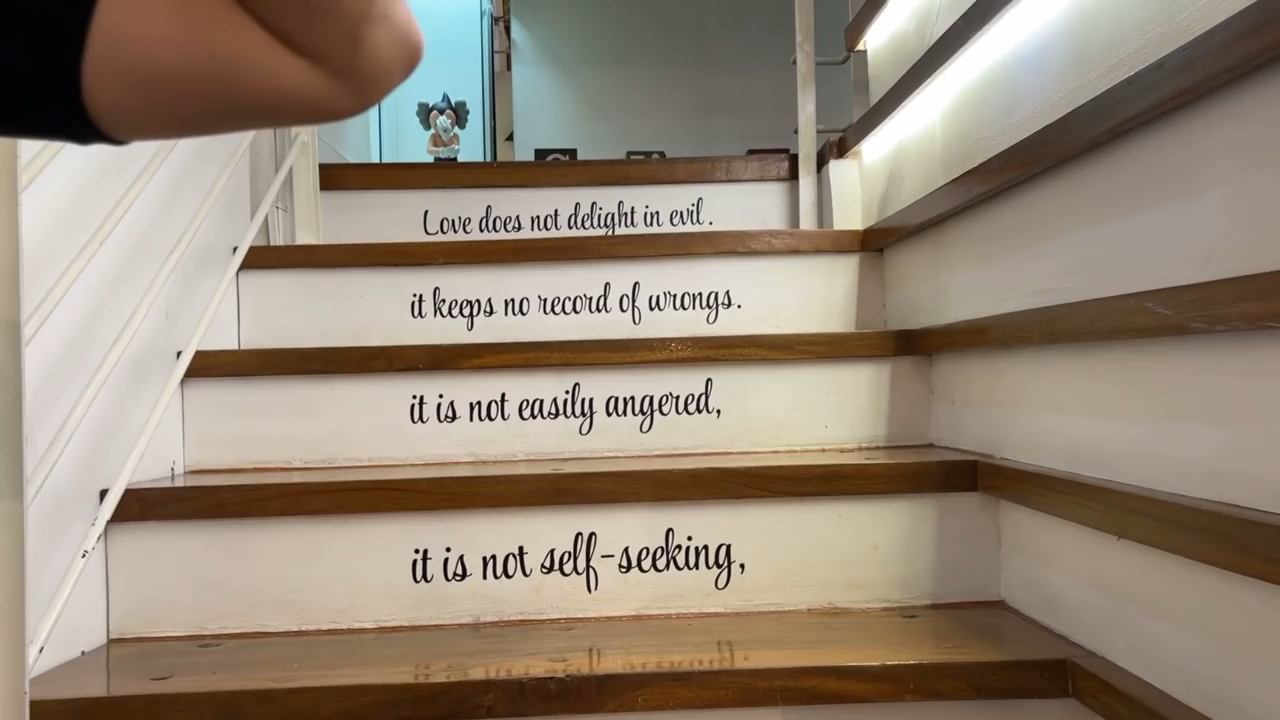 Love does not delight in evil.
it keeps no record of wrongs.
it is not easily angered,
it is not self-seeking,